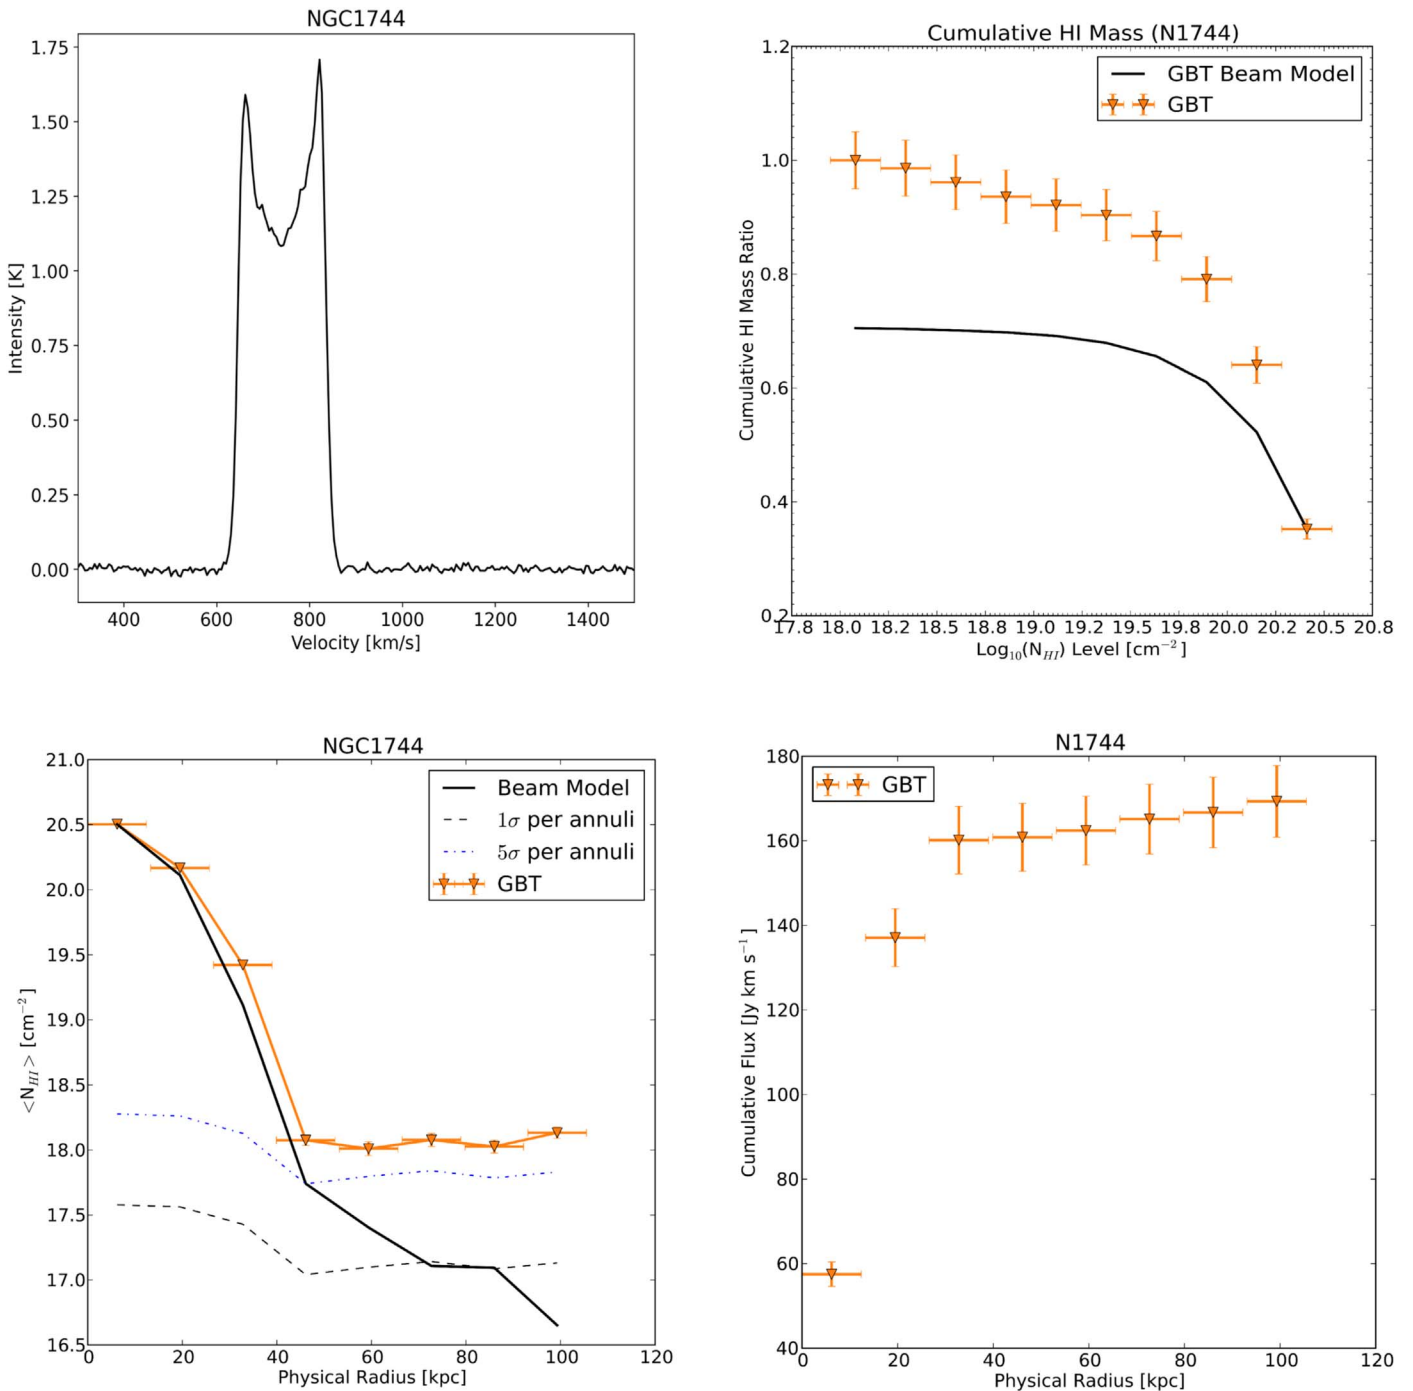 NGC1744
1.75
1.50
1.25
1.00
0.75
0.50
0.25
0.00
Intensity [K]
400 600 800 1000 1200 1400
Velocity [km/s]
Cumulative HI Mass (N1744)
GBT Beam Model
GBT
1.2
1.0
0.8
0.6
0.4
0.2
Cumulative HI Mass Ratio
17.8 18.0 18.2 18.5 18.8 19.0 19.2 19.5 19.8 20.0 20.2 20.5 20.8
Log₁₀(N_HI) Level [cm⁻²]
NGC1744
Beam Model
1σ per annuli
5σ per annuli
GBT
21.0
20.5
20.0
19.5
19.0
18.5
18.0
17.5
17.0
16.5
<N_HI> [cm⁻²]
0 20 40 60 80 100 120
Physical Radius [kpc]
N1744
GBT
180
160
140
120
100
80
60
40
Cumulative Flux [Jy km s⁻¹]
0 20 40 60 80 100 120
Physical Radius [kpc]